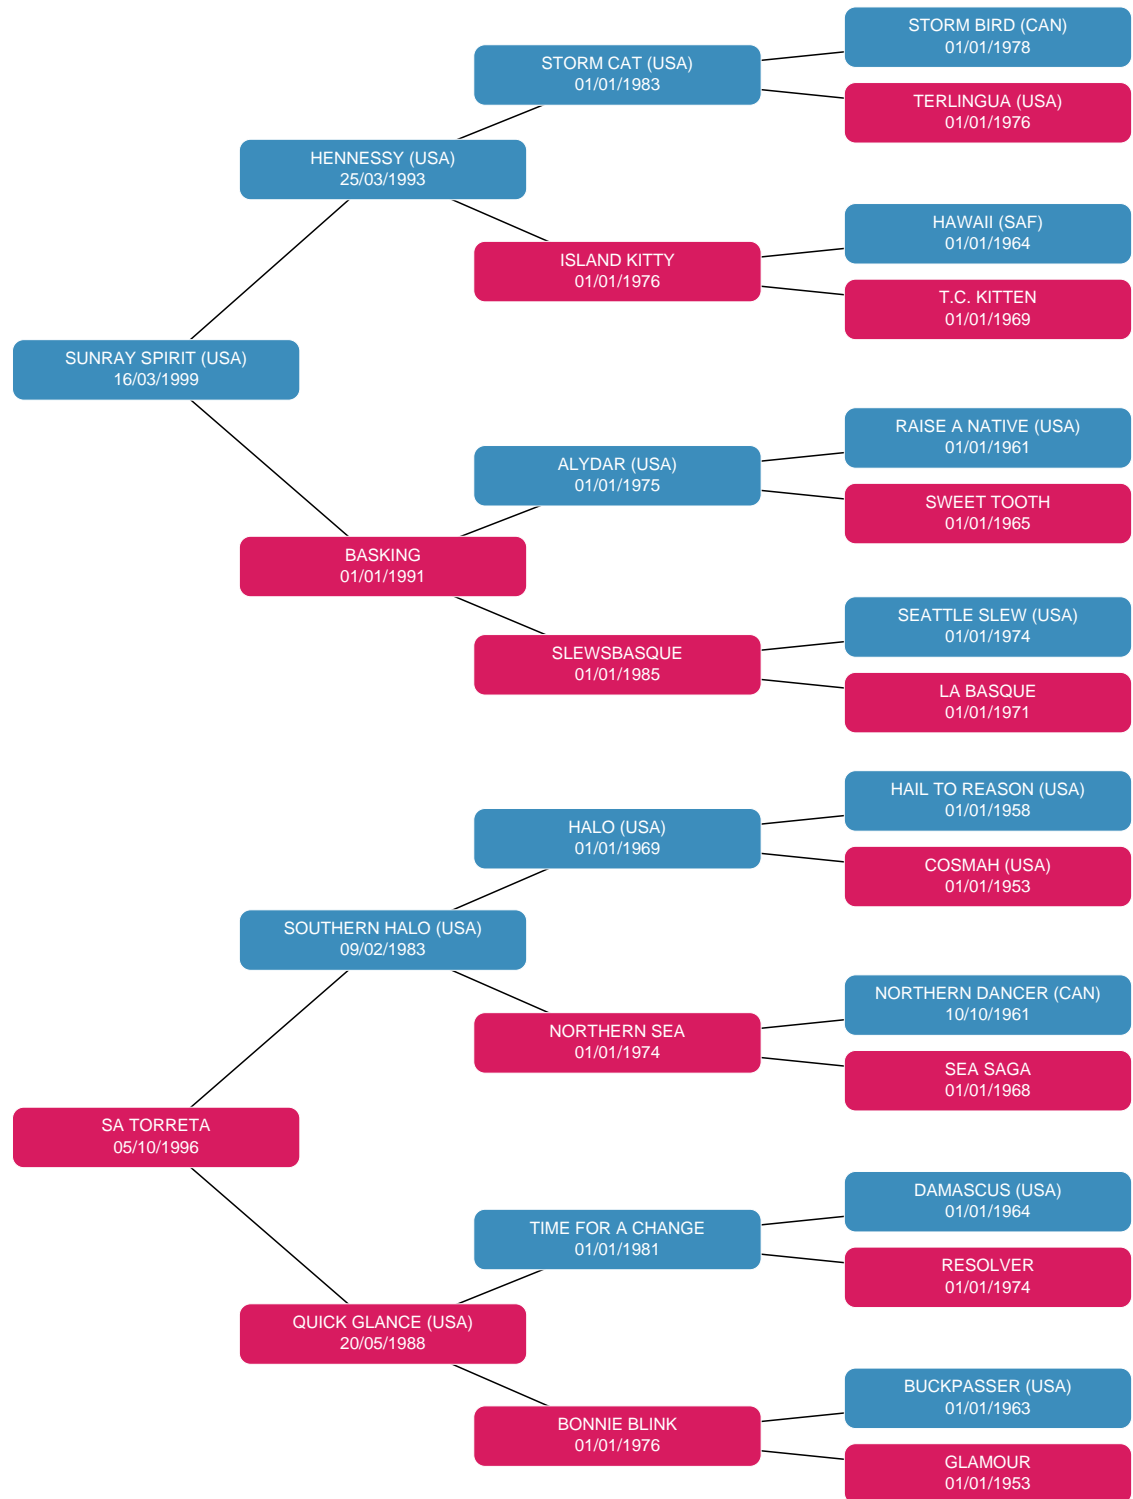 STORM BIRD (CAN)
01/01/1978
STORM CAT (USA)
01/01/1983
TERLINGUA (USA)
01/01/1976
HENNESSY (USA)
25/03/1993
HAWAII (SAF)
01/01/1964
ISLAND KITTY
01/01/1976
T.C. KITTEN
01/01/1969
SUNRAY SPIRIT (USA)
16/03/1999
RAISE A NATIVE (USA)
01/01/1961
ALYDAR (USA)
01/01/1975
SWEET TOOTH
01/01/1965
BASKING
01/01/1991
SEATTLE SLEW (USA)
01/01/1974
SLEWSBASQUE
01/01/1985
LA BASQUE
01/01/1971
HAIL TO REASON (USA)
01/01/1958
HALO (USA)
01/01/1969
COSMAH (USA)
01/01/1953
SOUTHERN HALO (USA)
09/02/1983
NORTHERN DANCER (CAN)
10/10/1961
NORTHERN SEA
01/01/1974
SEA SAGA
01/01/1968
SA TORRETA
05/10/1996
DAMASCUS (USA)
01/01/1964
TIME FOR A CHANGE
01/01/1981
RESOLVER
01/01/1974
QUICK GLANCE (USA)
20/05/1988
BUCKPASSER (USA)
01/01/1963
BONNIE BLINK
01/01/1976
GLAMOUR
01/01/1953